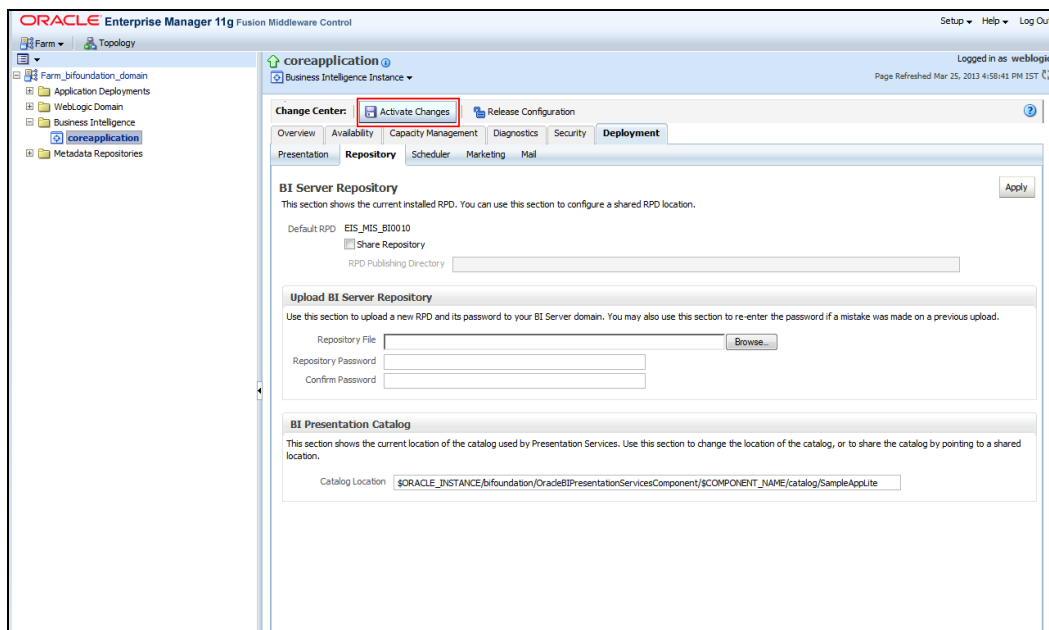 ORACLE Enterprise Manager 11g Fusion Middleware Control
Setup Help Log Out
Farm Topology
Farm_bifoundation_domain
Application Deployments
WebLogic Domain
Business Intelligence
coreapplication
Metadata Repositories
coreapplication
Logged in as weblogic
Business Intelligence Instance
Page Refreshed Mar 25, 2013 4:58:41 PM IST
Change Center: Activate Changes Release Configuration
Overview Availability Capacity Management Diagnostics Security Deployment
Presentation Repository Scheduler Marketing Mail
BI Server Repository
Apply
This section shows the current installed RPD. You can use this section to configure a shared RPD location.
Default RPD EIS_MIS_BI0010
Share Repository
RPD Publishing Directory
Upload BI Server Repository
Use this section to upload a new RPD and its password to your BI Server domain. You may also use this section to re-enter the password if a mistake was made on a previous upload.
Repository File Browse...
Repository Password
Confirm Password
BI Presentation Catalog
This section shows the current location of the catalog used by Presentation Services. Use this section to change the location of the catalog, or to share the catalog by pointing to a shared
location.
Catalog Location $ORACLE_INSTANCE/bifoundation/OracleBIPresentationServicesComponent/$COMPONENT_NAME/catalog/SampleAppLite